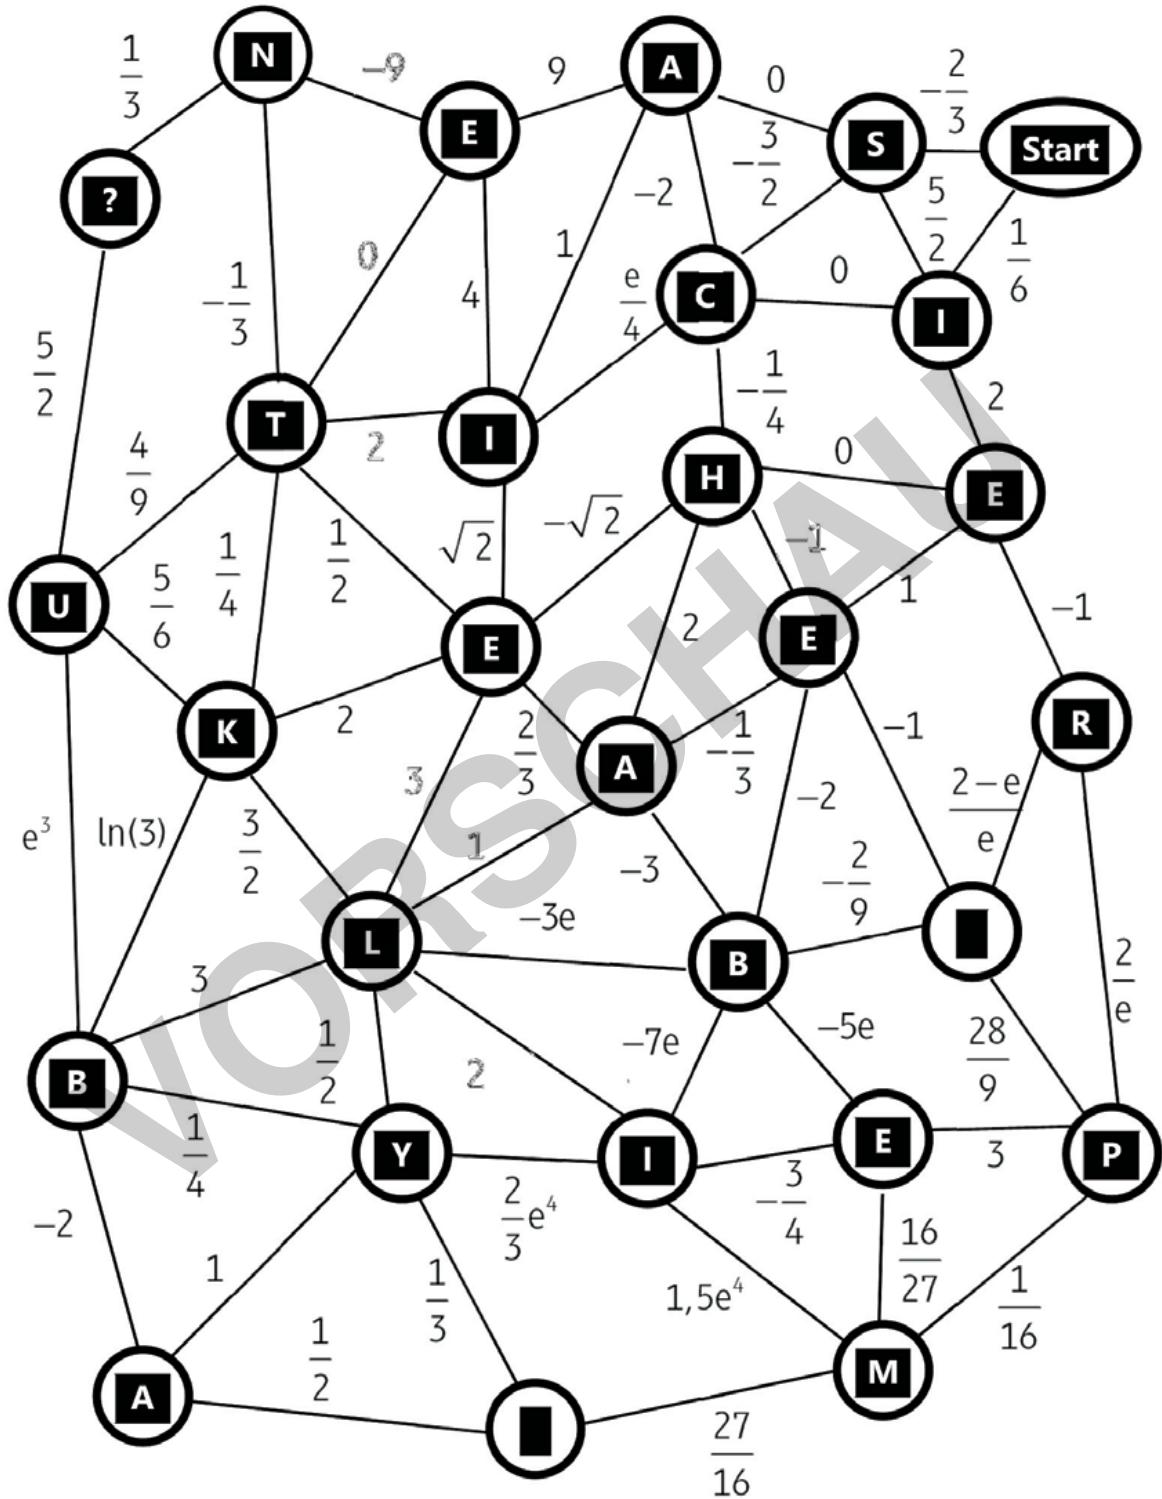 1/3
N
−9
E
9
A
0
S
−2/3
Start
?
−3/2
−2
5/2
1/6
0
1
e/4
C
0
I
−1/3
4
5/2
−1/4
2
T
2
I
H
0
E
4/9
√2
−√2
−1
1
1/4
1/2
5/6
U
2
E
E
−1
K
2
2/3
A
−1/3
−1
R
3
−2
2−e/e
e³
ln(3)
3/2
1
−3
−2/9
L
−3e
B
2/e
3
1/2
2
−7e
−5e
28/9
B
1/4
Y
I
E
3
P
2/3e⁴
−3/4
−2
1
1/3
1,5e⁴
16/27
1/16
1/2
M
A
27/16
VORSCHAU